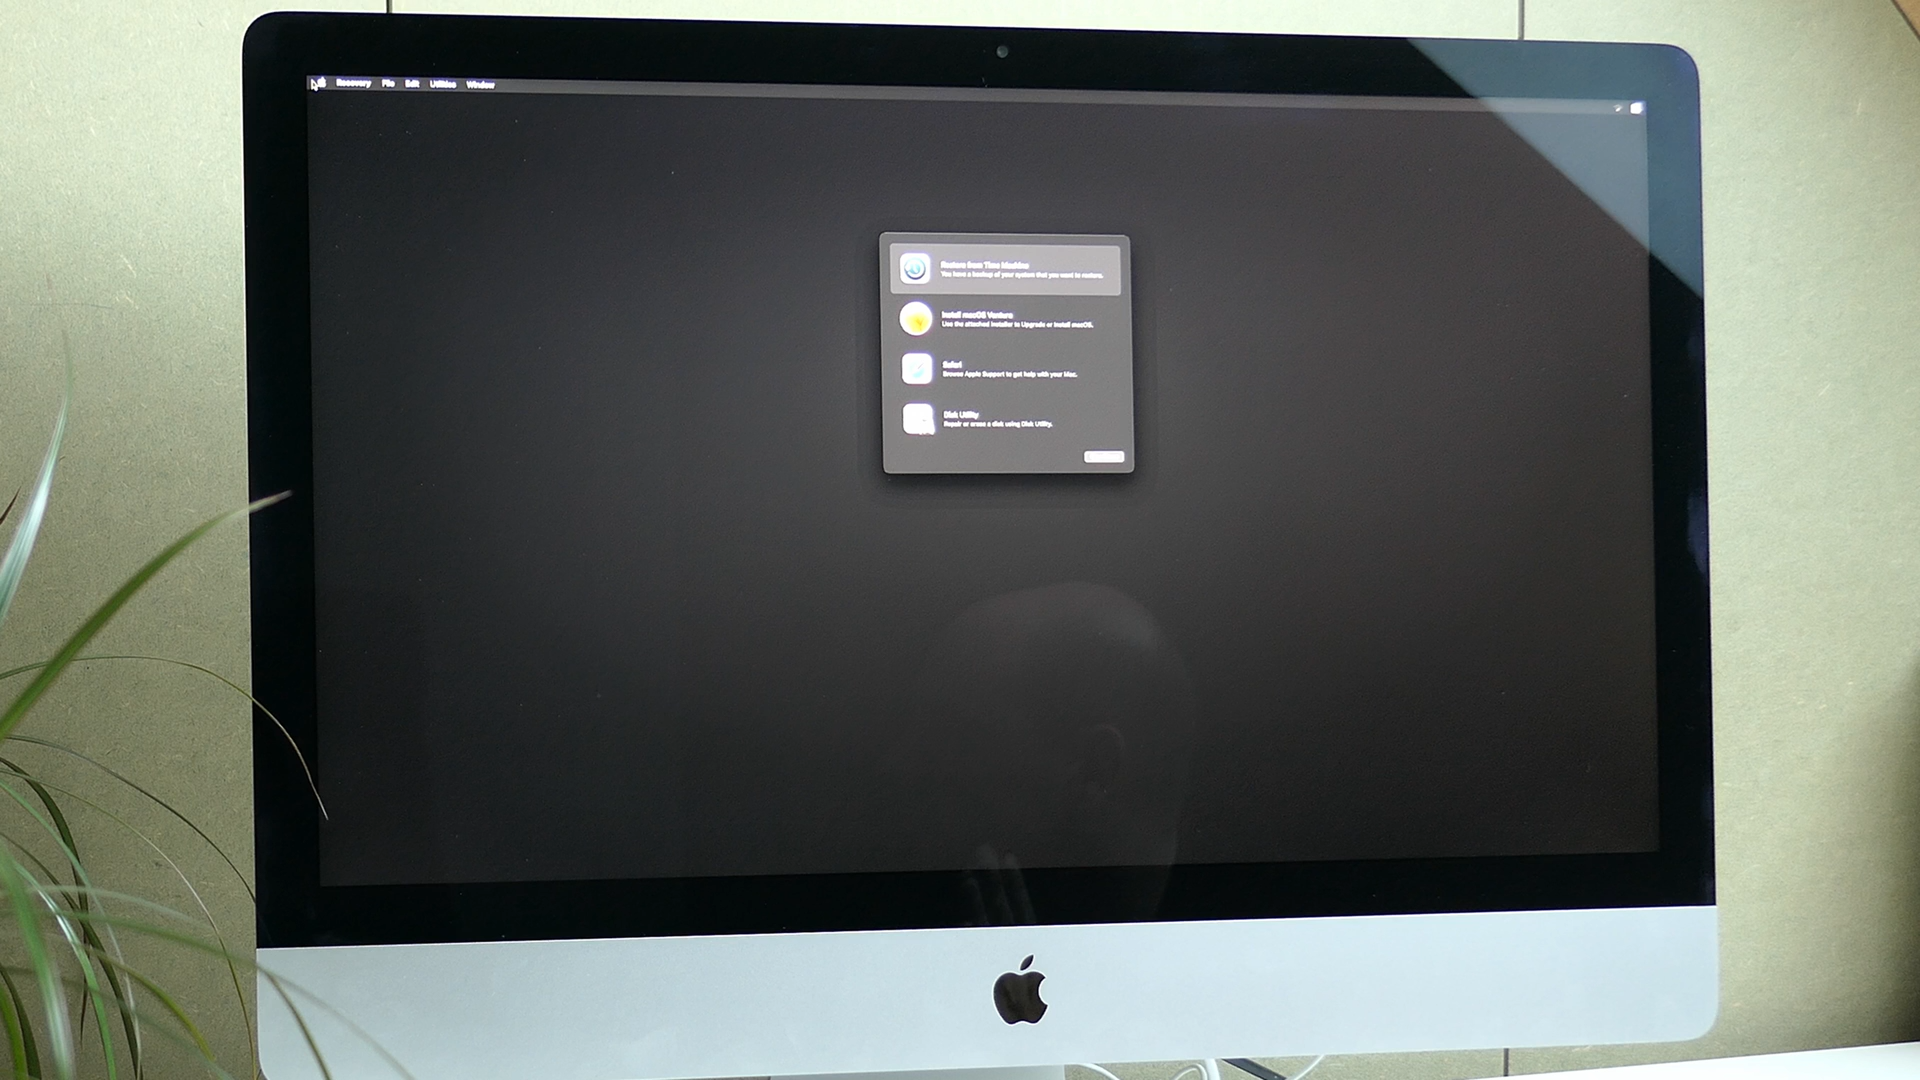 Recovery File Edit Utilities Window
Restore from Time Machine
You have a backup of your system that you want to restore.
Install macOS Ventura
Use the attached installer to Upgrade or Install macOS.
Safari
Browse Apple Support to get help with your Mac.
Disk Utility
Repair or erase a disk using Disk Utility.